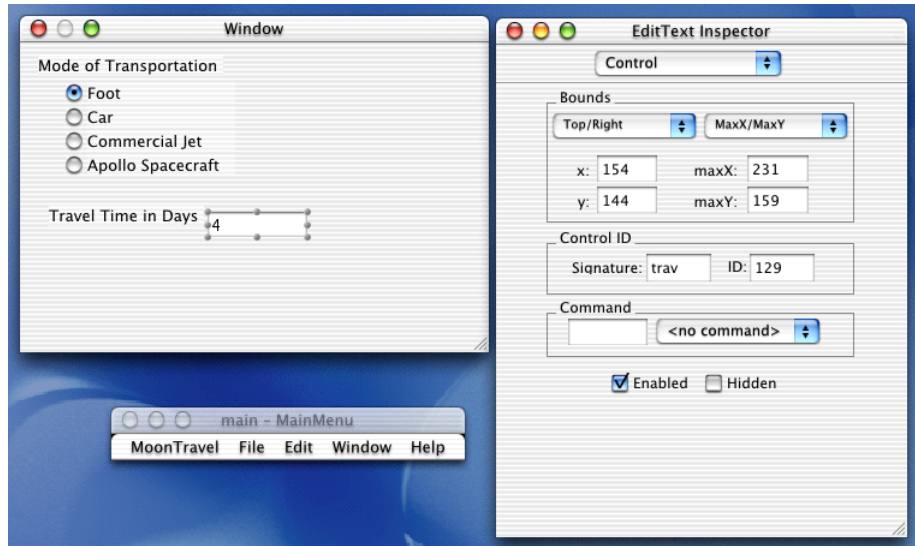 Window
Mode of Transportation
Foot
Car
Commercial Jet
Apollo Spacecraft
Travel Time in Days 4
main - MainMenu
MoonTravel File Edit Window Help
EditText Inspector
Control
Bounds
Top/Right MaxX/MaxY
x: 154 maxX: 231
y: 144 maxY: 159
Control ID
Signature: trav ID: 129
Command
<no command>
Enabled Hidden